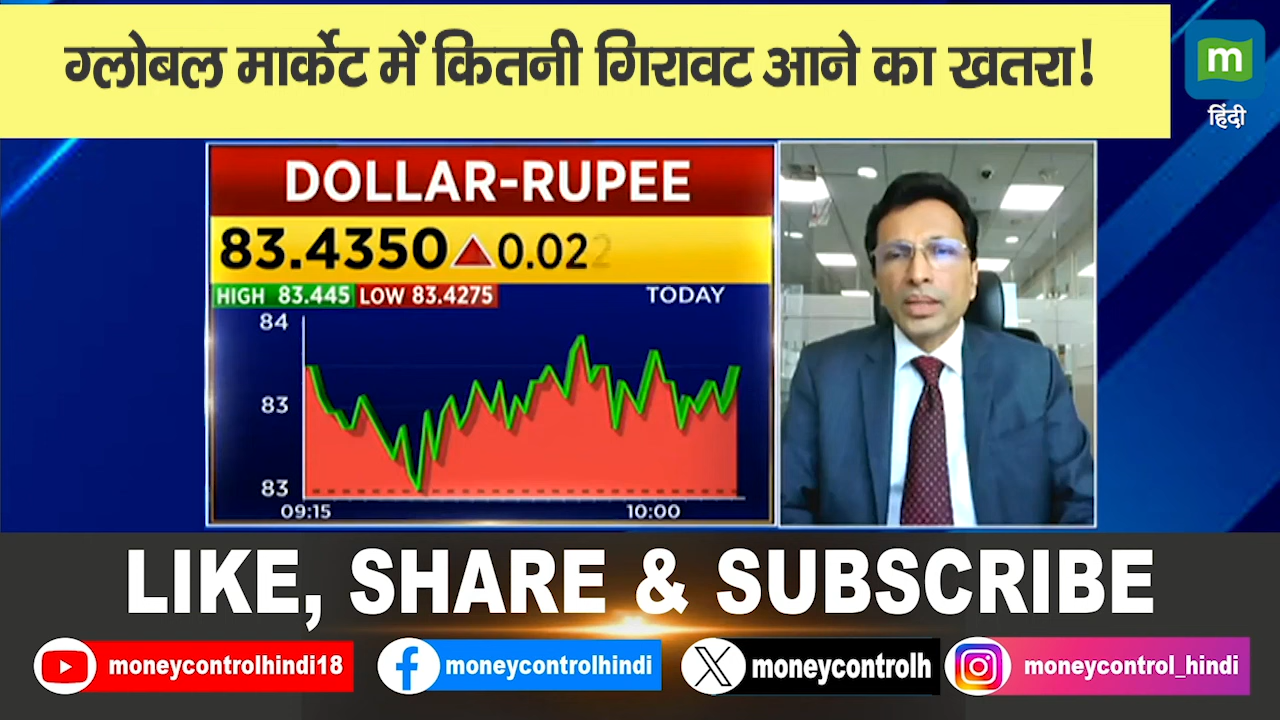 ग्लोबल मार्केट में कितनी गिरावट आने का खतरा!
m
हिंदी
DOLLAR-RUPEE
83.4350 ▲0.022
HIGH 83.445 LOW 83.4275 TODAY
84
83
83
09:15 10:00
LIKE, SHARE & SUBSCRIBE
moneycontrolhindi18 moneycontrolhindi moneycontrolh moneycontrol_hindi